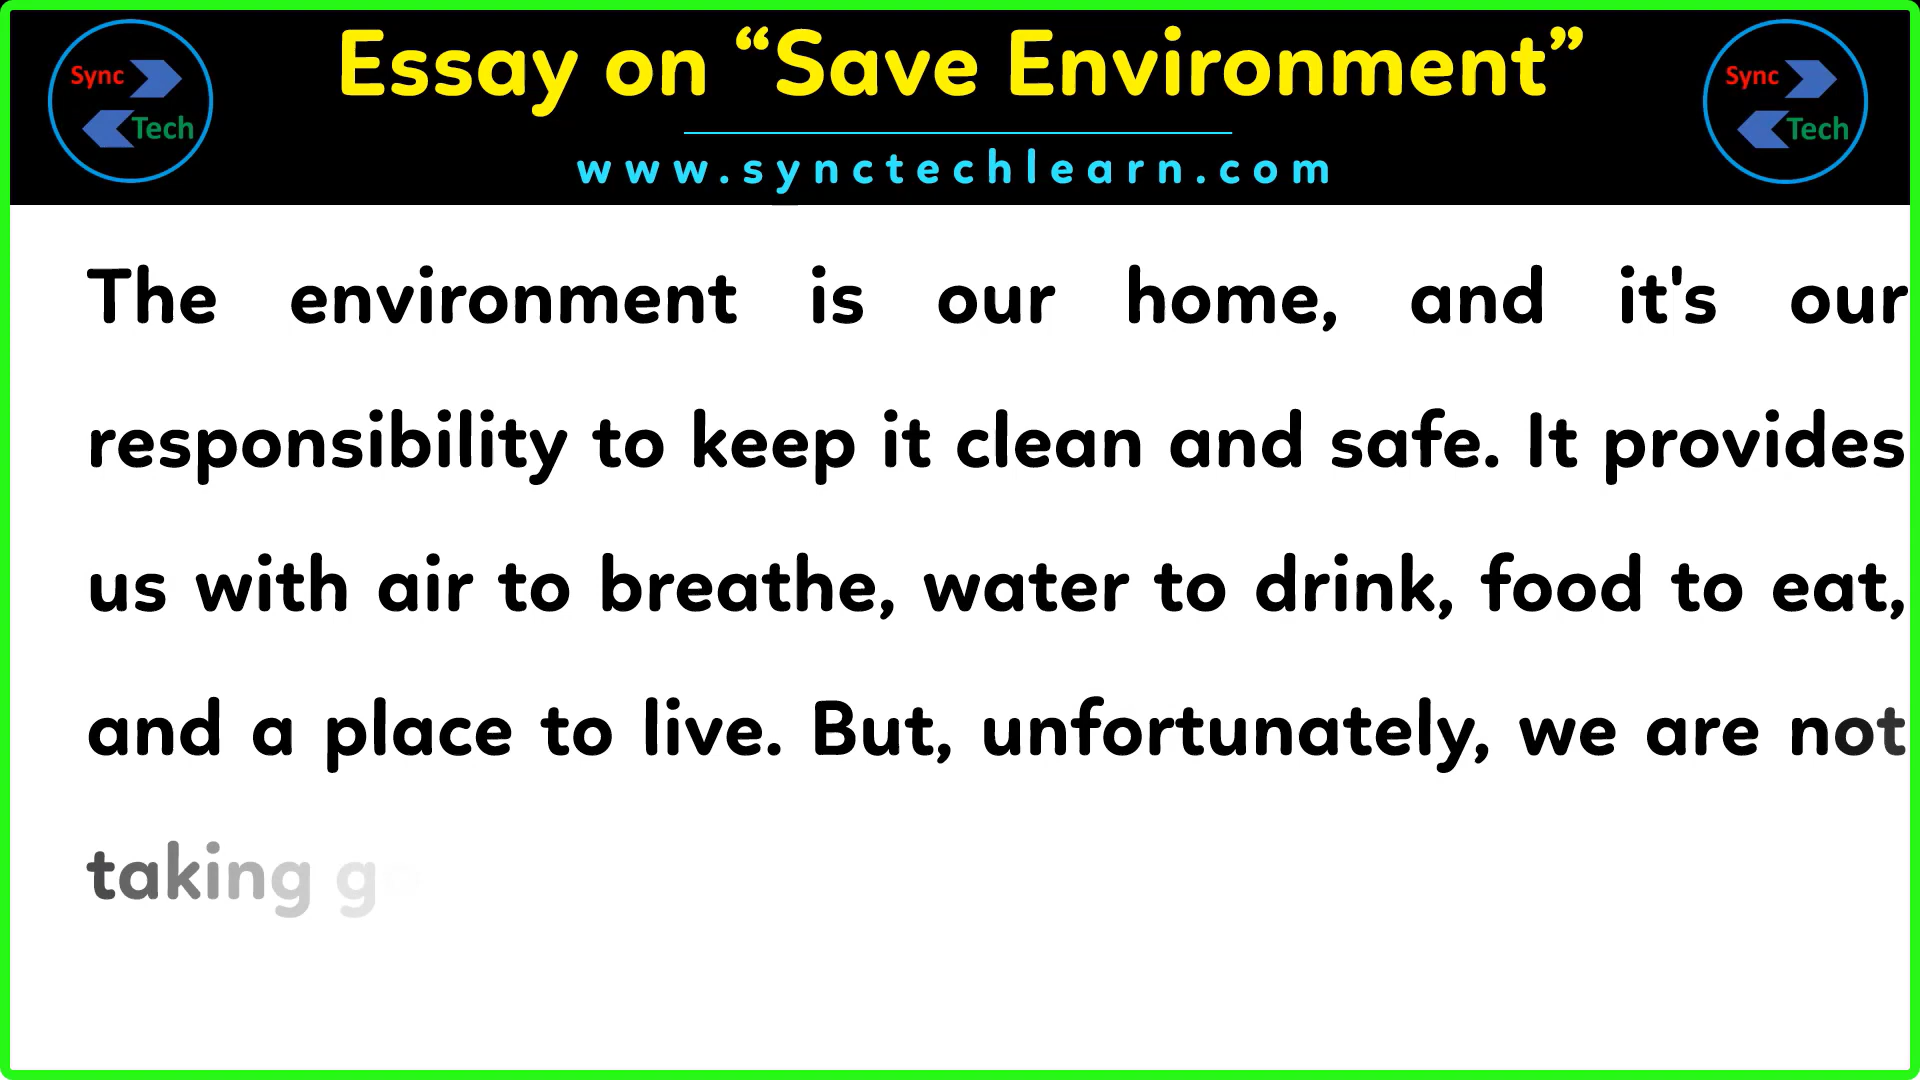 Sync
Tech
Essay on “Save Environment”
www.synctechlearn.com
Sync
Tech
The environment is our home, and it's our
responsibility to keep it clean and safe. It provides
us with air to breathe, water to drink, food to eat,
and a place to live. But, unfortunately, we are not
taking